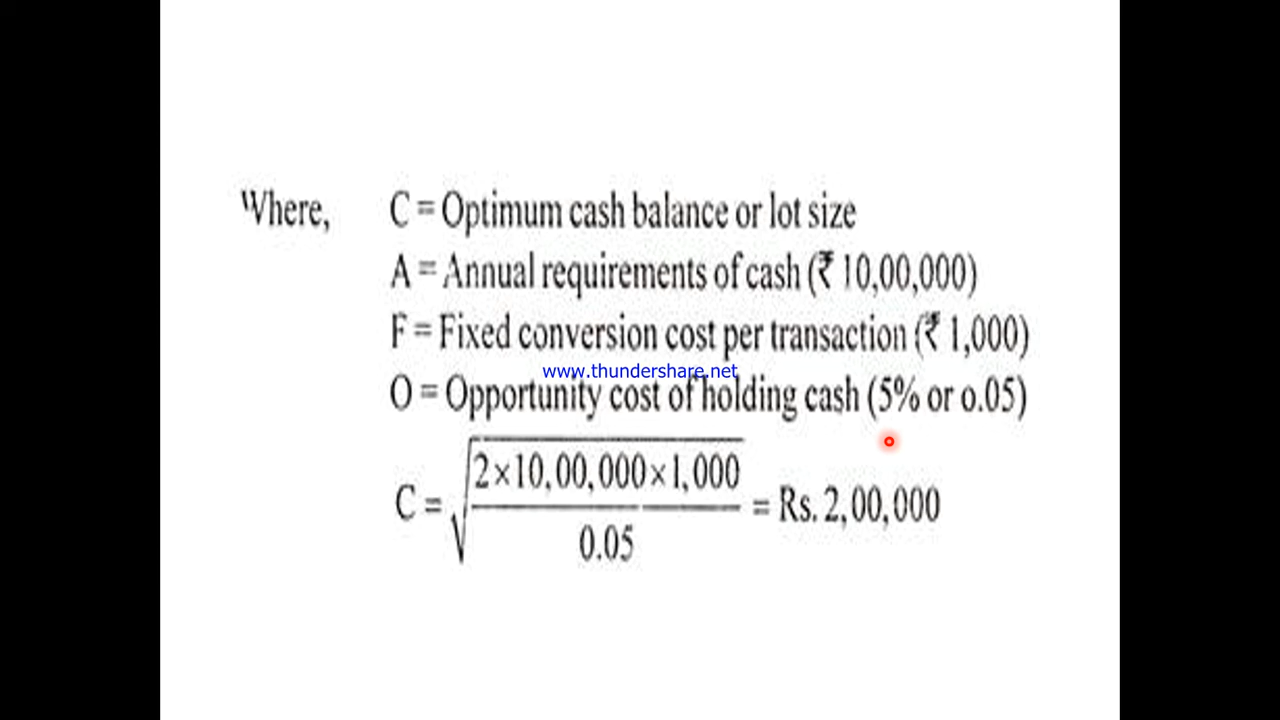 Where, C = Optimum cash balance or lot size
A = Annual requirements of cash (₹ 10,00,000)
F = Fixed conversion cost per transaction (₹ 1,000)
www.thundershare.net
O = Opportunity cost of holding cash (5% or o.05)
C = √(2×10,00,000×1,000 / 0.05) = Rs. 2,00,000